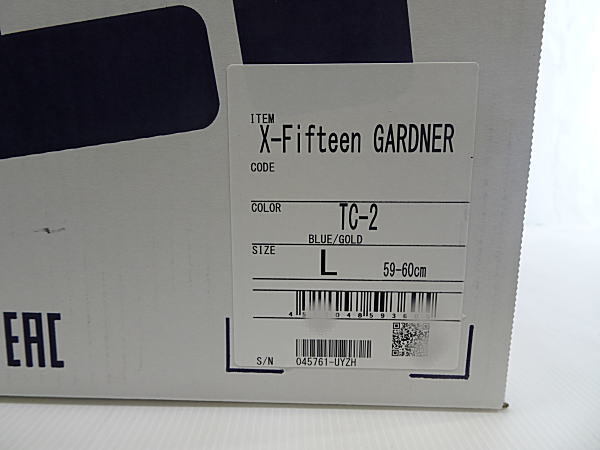 ITEM
X-Fifteen GARDNER
CODE
COLOR
TC-2
BLUE/GOLD
SIZE
L 59-60cm
S/N 045761-UYZH
EAC